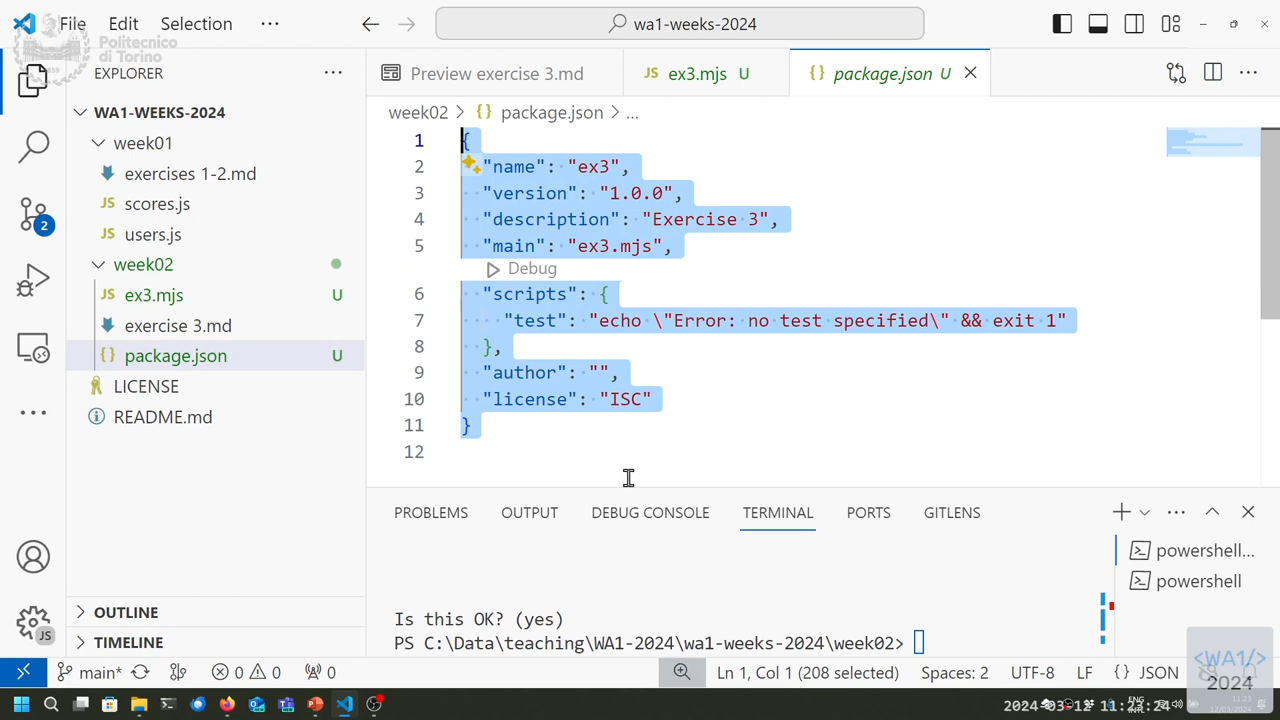 File Edit Selection ··· wa1-weeks-2024
Politecnico
di Torino
EXPLORER ···
WA1-WEEKS-2024
week01
exercises 1-2.md
JS scores.js
JS users.js
week02
JS ex3.mjs U
exercise 3.md
{} package.json U
LICENSE
README.md
OUTLINE
TIMELINE
2
JS
Preview exercise 3.md JS ex3.mjs U {} package.json U
week02 > {} package.json > ...
1 {
2 "name": "ex3",
3 "version": "1.0.0",
4 "description": "Exercise 3",
5 "main": "ex3.mjs",
Debug
6 "scripts": {
7 "test": "echo \"Error: no test specified\" && exit 1"
8 },
9 "author": "",
10 "license": "ISC"
11 }
12
PROBLEMS OUTPUT DEBUG CONSOLE TERMINAL PORTS GITLENS
powershell...
powershell
Is this OK? (yes)
PS C:\Data\teaching\WA1-2024\wa1-weeks-2024\week02>
main* 0 0 0 Ln 1, Col 1 (208 selected) Spaces: 2 UTF-8 LF {} JSON
<WA1/>
2024